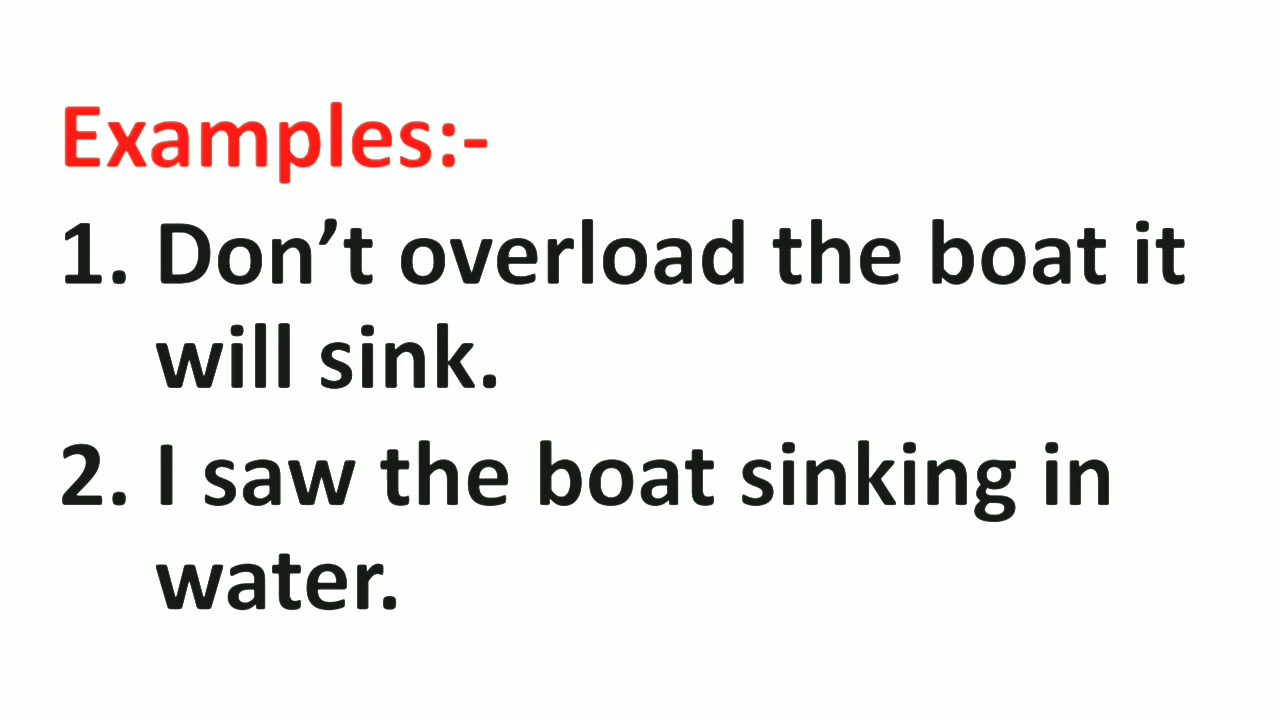 Examples:-
1. Don’t overload the boat it
will sink.
2. I saw the boat sinking in
water.